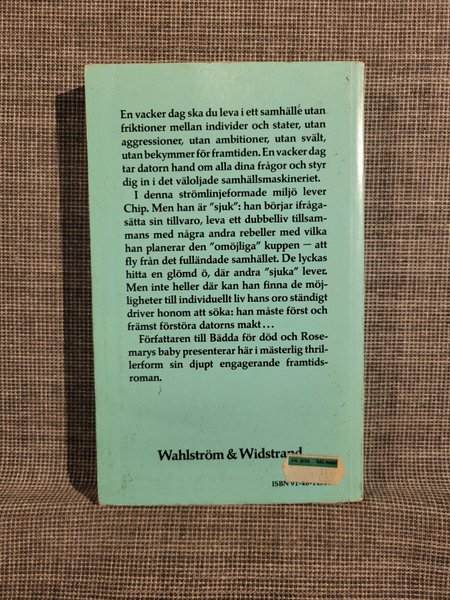 En vacker dag ska du leva i ett samhälle utan
friktioner mellan individer och stater, utan
aggressioner, utan ambitioner, utan svält,
utan bekymmer för framtiden. En vacker dag
tar datorn hand om alla dina frågor och styr
dig in i det väloljade samhällsmaskineriet.
I denna strömlinjeformade miljö lever
Chip. Men han är "sjuk": han börjar ifråga-
sätta sin tillvaro, leva ett dubbelliv tillsam-
mans med några andra rebeller med vilka
han planerar den "omöjliga" kuppen — att
fly från det fulländade samhället. De lyckas
hitta en glömd ö, där andra "sjuka" lever.
Men inte heller där kan han finna de möj-
ligheter till individuellt liv hans oro ständigt
driver honom att söka: han måste först och
främst förstöra datorns makt ...
Författaren till Bädda för död och Rose-
marys baby presenterar här i mästerlig thril-
lerform sin djupt engagerande framtids-
roman.
Wahlström & Widstrand
ISBN 91-46-